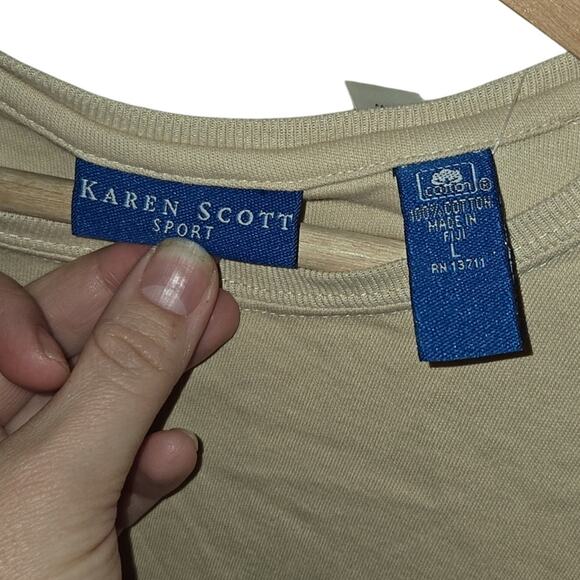 KAREN SCOTT
SPORT
cotton ®
100% COTTON
MADE IN
FIJI
L
RN 13711